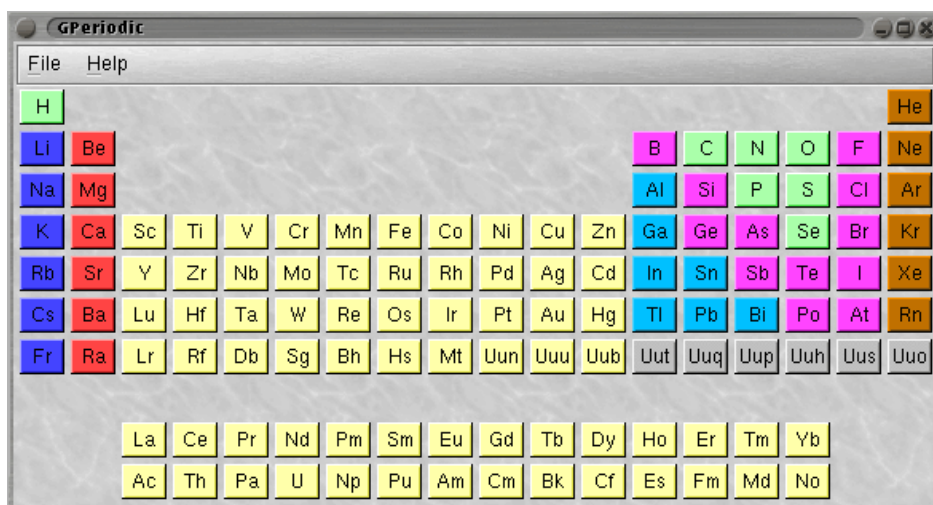 GPeriodic
File Help
H He
Li Be B C N O F Ne
Na Mg Al Si P S Cl Ar
K Ca Sc Ti V Cr Mn Fe Co Ni Cu Zn Ga Ge As Se Br Kr
Rb Sr Y Zr Nb Mo Tc Ru Rh Pd Ag Cd In Sn Sb Te I Xe
Cs Ba Lu Hf Ta W Re Os Ir Pt Au Hg Tl Pb Bi Po At Rn
Fr Ra Lr Rf Db Sg Bh Hs Mt Uun Uuu Uub Uut Uuq Uup Uuh Uus Uuo
La Ce Pr Nd Pm Sm Eu Gd Tb Dy Ho Er Tm Yb
Ac Th Pa U Np Pu Am Cm Bk Cf Es Fm Md No